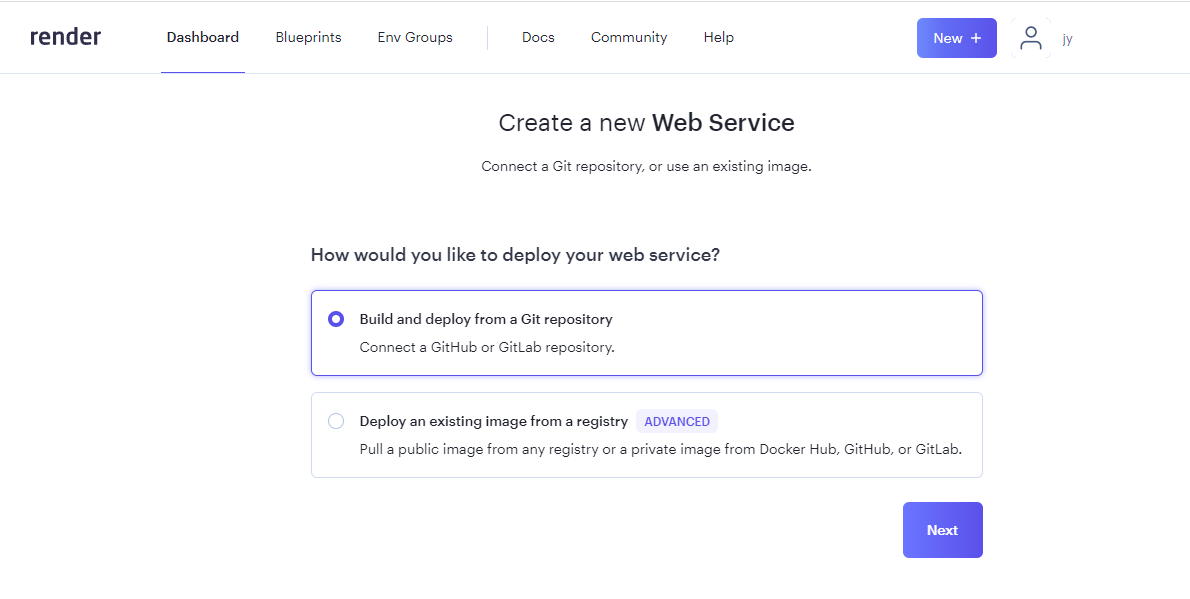 render Dashboard Blueprints Env Groups Docs Community Help New + jy
Create a new Web Service
Connect a Git repository, or use an existing image.
How would you like to deploy your web service?
Build and deploy from a Git repository
Connect a GitHub or GitLab repository.
Deploy an existing image from a registry ADVANCED
Pull a public image from any registry or a private image from Docker Hub, GitHub, or GitLab.
Next